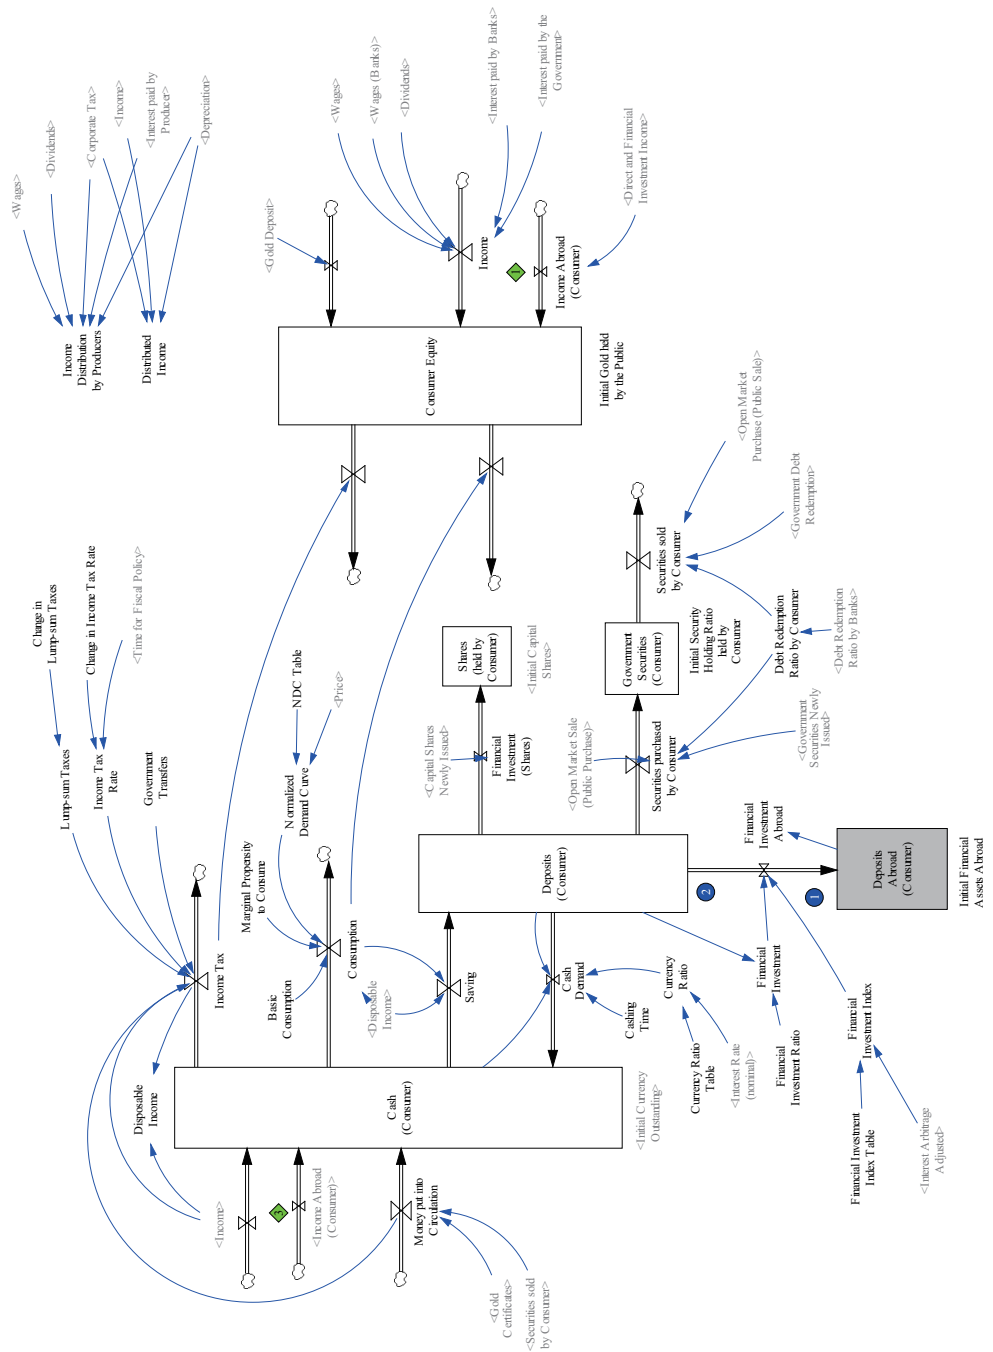 <Wages>
<Dividends>
<Corporate Tax>
<Income>
<Interest paid by
Producer>
<Depreciation>
Income
Distribution
by Producers
Distributed
Income
<Wages>
<Wages (Banks)>
<Dividends>
<Interest paid by Banks>
<Interest paid by the
Government>
<Direct and Financial
Investment Income>
<Gold Deposit>
Income
1
Income Abroad
(Consumer)
Consumer Equity
Initial Gold held
by the Public
Change in
Lump-sum Taxes
Change in Income Tax Rate
<Time for Fiscal Policy>
Lump-sum Taxes
Income Tax
Rate
Government
Transfers
Income Tax
NDC Table
<Price>
Normalized
Demand Curve
Marginal Propensity
to Consume
Basic
Consumption
Consumption
<Disposable
Income>
Saving
Disposable
Income
<Income>
3
<Income Abroad
(Consumer)>
Money put into
Circulation
<Gold
Certificates>
<Securities sold
by Consumer>
Cash
(Consumer)
<Initial Currency
Outstanding>
Cash
Demand
Cashing
Time
Currency
Ratio
Currency Ratio
Table
<Interest Rate
(nominal)>
Deposits
(Consumer)
<Capital Shares
Newly Issued>
Financial
Investment
(Shares)
Shares
(held by
Consumer)
<Initial Capital
Shares>
<Open Market Sale
(Public Purchase)>
Securities purchased
by Consumer
Government
Securities
(Consumer)
Initial Security
Holding Ratio
held by
Consumer
Securities sold
by Consumer
<Open Market
Purchase (Public Sale)>
<Government Debt
Redemption>
Debt Redemption
Ratio by Consumer
<Debt Redemption
Ratio by Banks>
<Government
Securities Newly
Issued>
2
1
Financial
Investment
Abroad
Deposits
Abroad
(Consumer)
Initial Financial
Assets Abroad
Financial
Investment
Financial
Investment Ratio
Financial
Investment Index
Financial Investment
Index Table
<Interest Arbitrage
Adjusted>